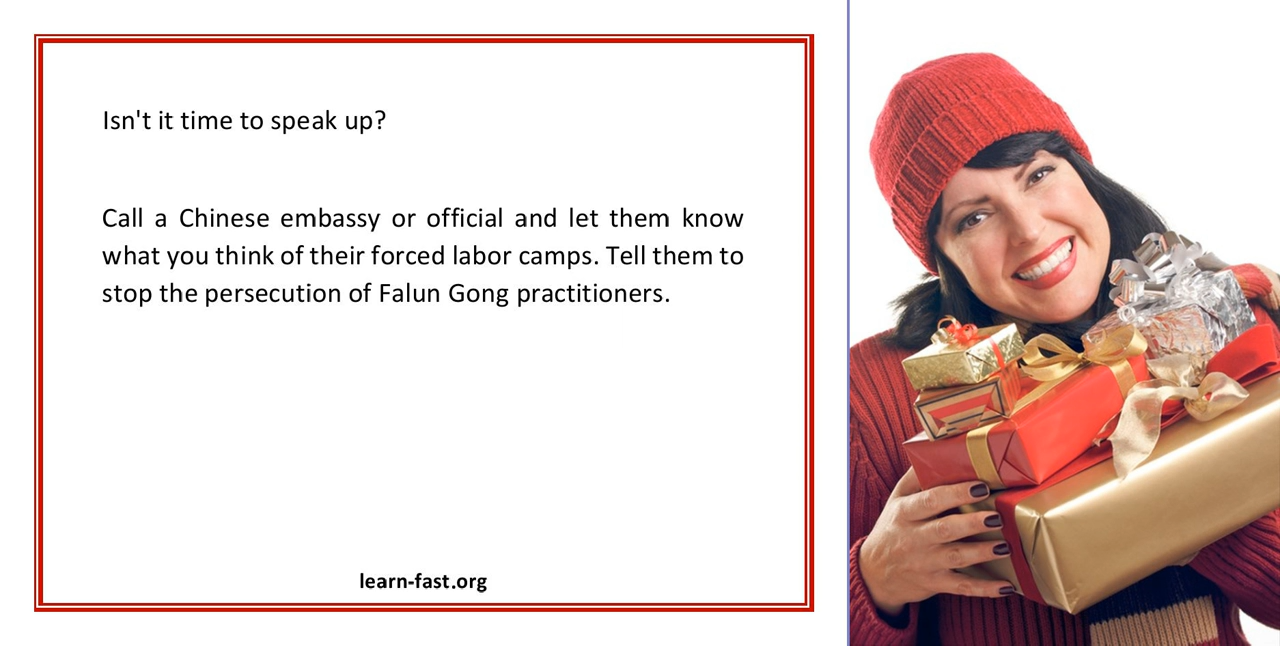 Isn't it time to speak up?
Call a Chinese embassy or official and let them know
what you think of their forced labor camps. Tell them to
stop the persecution of Falun Gong practitioners.
learn-fast.org